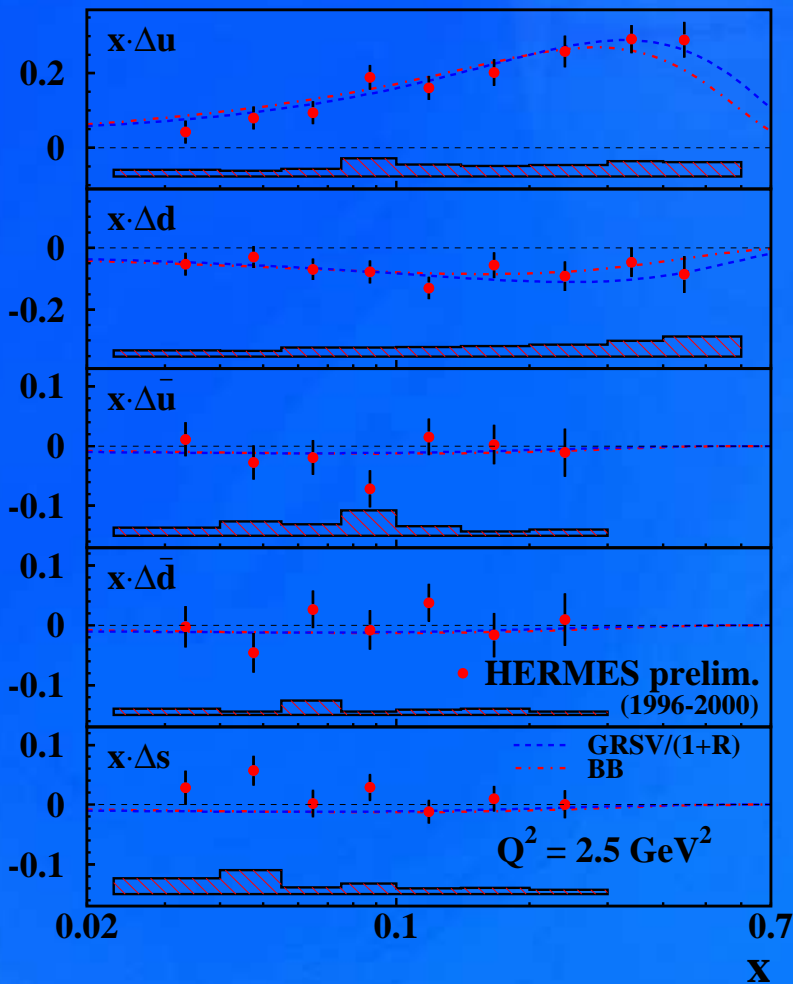 x·Δu
0.2
0
x·Δd
0
-0.2
x·Δū
0.1
0
-0.1
x·Δd̄
0.1
0
-0.1
HERMES prelim.
(1996-2000)
x·Δs
0.1
0
-0.1
GRSV/(1+R)
BB
Q² = 2.5 GeV²
0.02
0.1
0.7
x